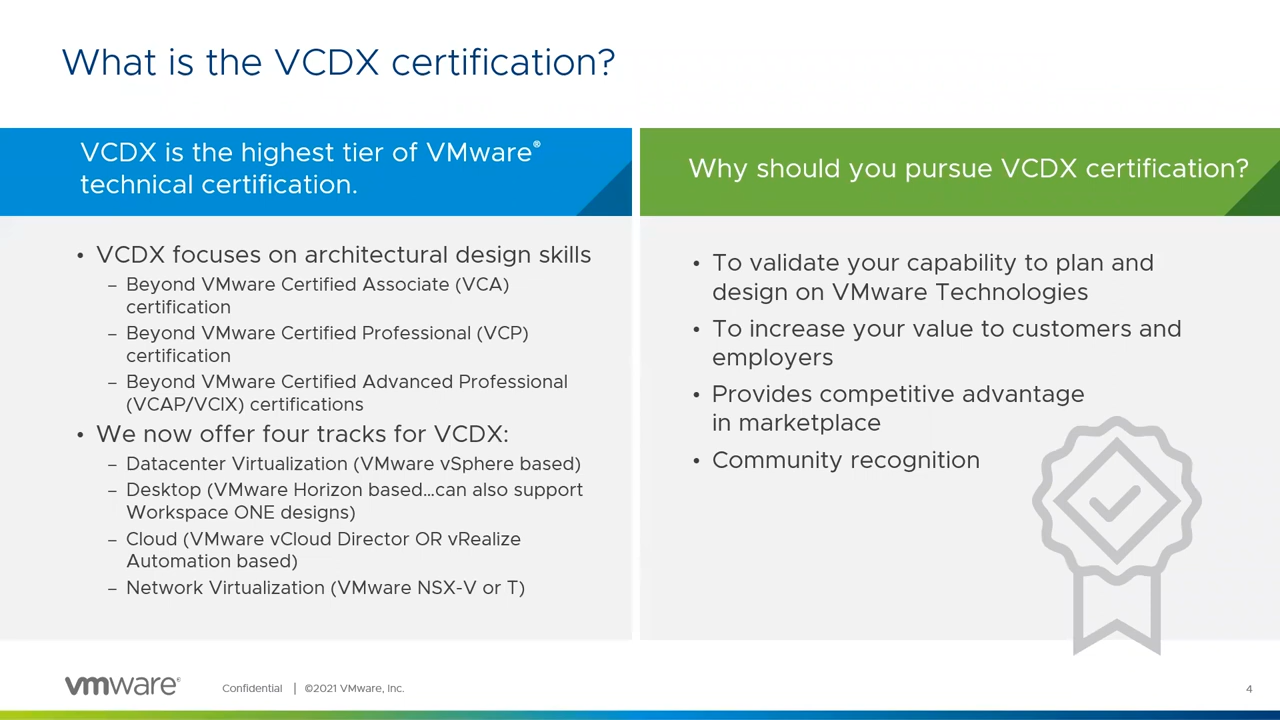 What is the VCDX certification?
VCDX is the highest tier of VMware®
technical certification.
• VCDX focuses on architectural design skills
– Beyond VMware Certified Associate (VCA)
certification
– Beyond VMware Certified Professional (VCP)
certification
– Beyond VMware Certified Advanced Professional
(VCAP/VCIX) certifications
• We now offer four tracks for VCDX:
– Datacenter Virtualization (VMware vSphere based)
– Desktop (VMware Horizon based…can also support
Workspace ONE designs)
– Cloud (VMware vCloud Director OR vRealize
Automation based)
– Network Virtualization (VMware NSX-V or T)
Why should you pursue VCDX certification?
• To validate your capability to plan and
design on VMware Technologies
• To increase your value to customers and
employers
• Provides competitive advantage
in marketplace
• Community recognition
vmware®
Confidential | ©2021 VMware, Inc.
4